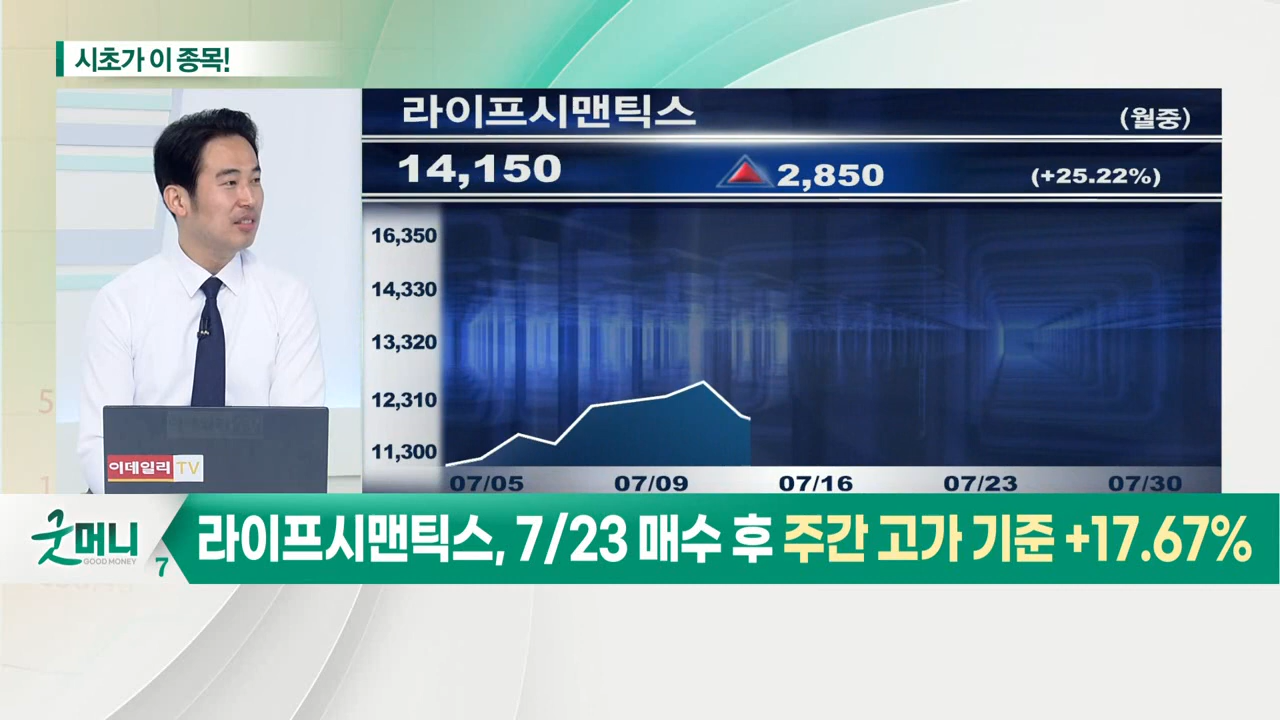 시초가 이 종목!
라이프시맨틱스
(월중)
14,150
2,850
(+25.22%)
16,350
14,330
13,320
12,310
11,300
07/05
07/09
07/16
07/23
07/30
이데일리 TV
굿머니
GOOD MONEY
7
라이프시맨틱스, 7/23 매수 후 주간 고가 기준 +17.67%
5
1